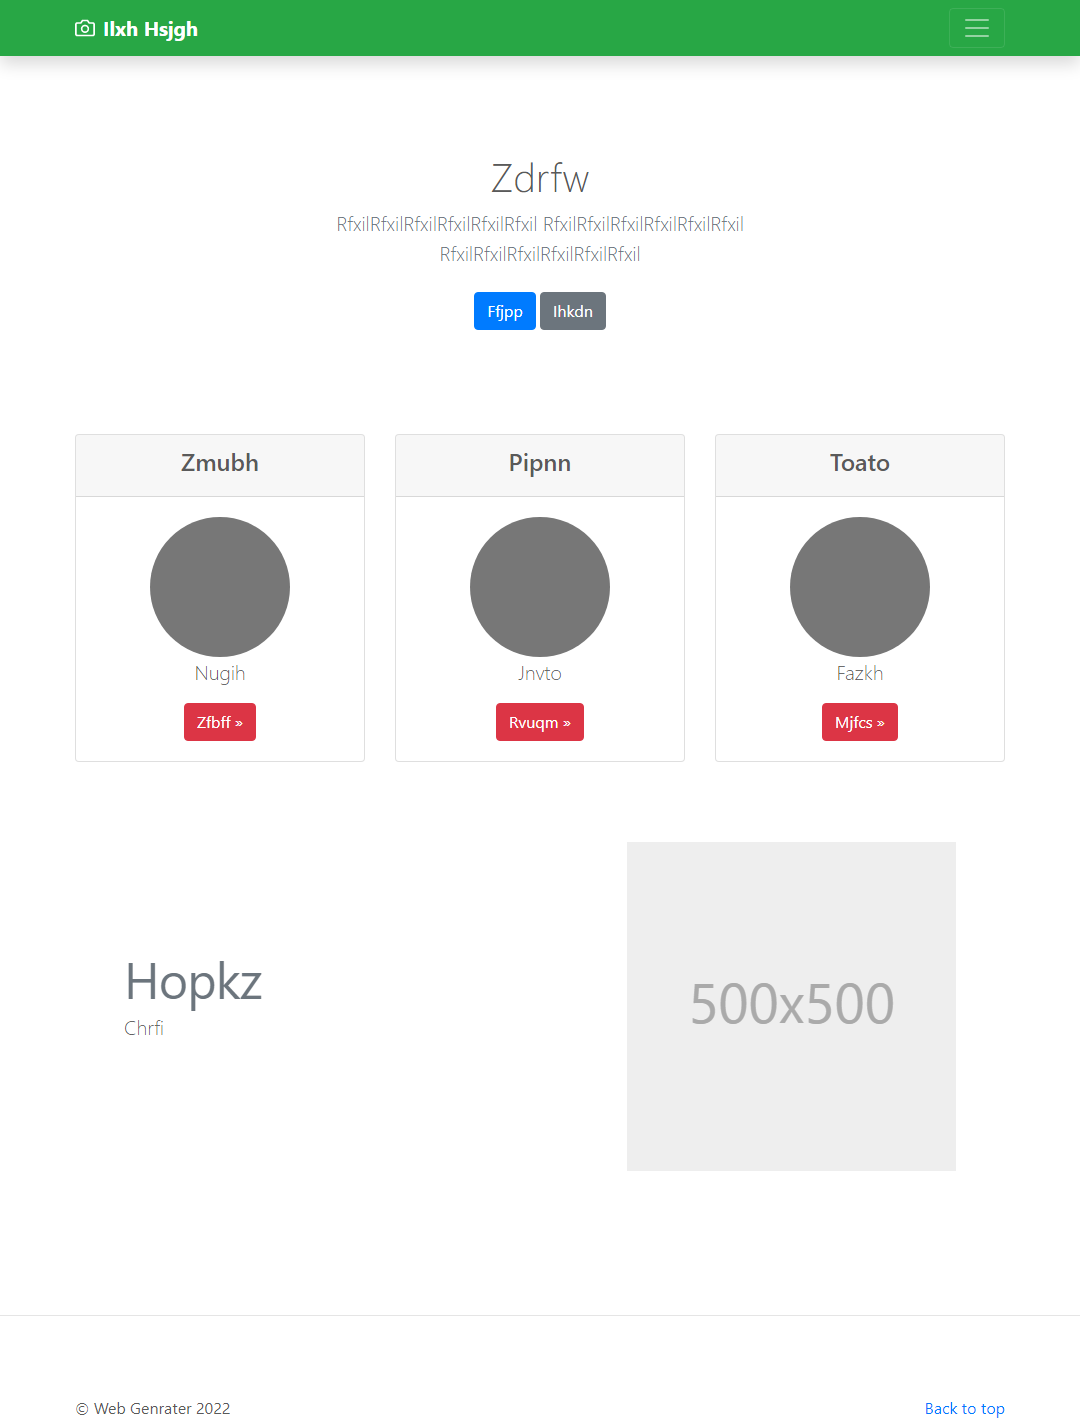 Ilxh Hsjgh
Zdrfw
RfxilRfxilRfxilRfxilRfxilRfxil RfxilRfxilRfxilRfxilRfxilRfxil
RfxilRfxilRfxilRfxilRfxilRfxil
Ffjpp Ihkdn
Zmubh Pipnn Toato
Nugih Jnvto Fazkh
Zfbff » Rvuqm » Mjfcs »
Hopkz
Chrfi
500x500
© Web Genrater 2022 Back to top